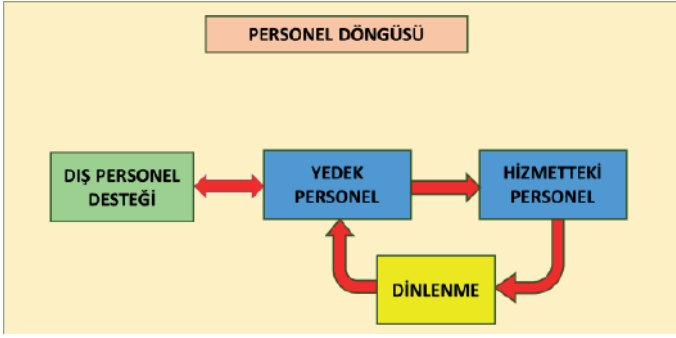 PERSONEL DÖNGÜSÜ
DIŞ PERSONEL
DESTEĞİ
YEDEK
PERSONEL
HİZMETTEKİ
PERSONEL
DİNLENME